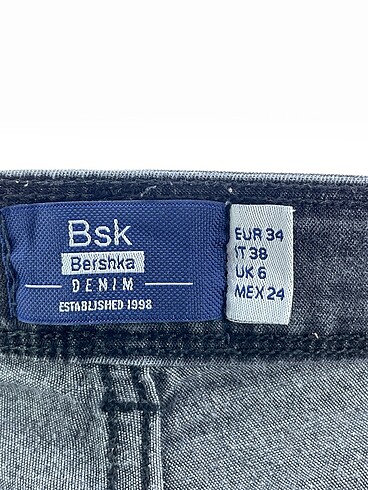 Bsk
Bershka
DENIM
ESTABLISHED 1998
EUR 34
IT 38
UK 6
MEX 24